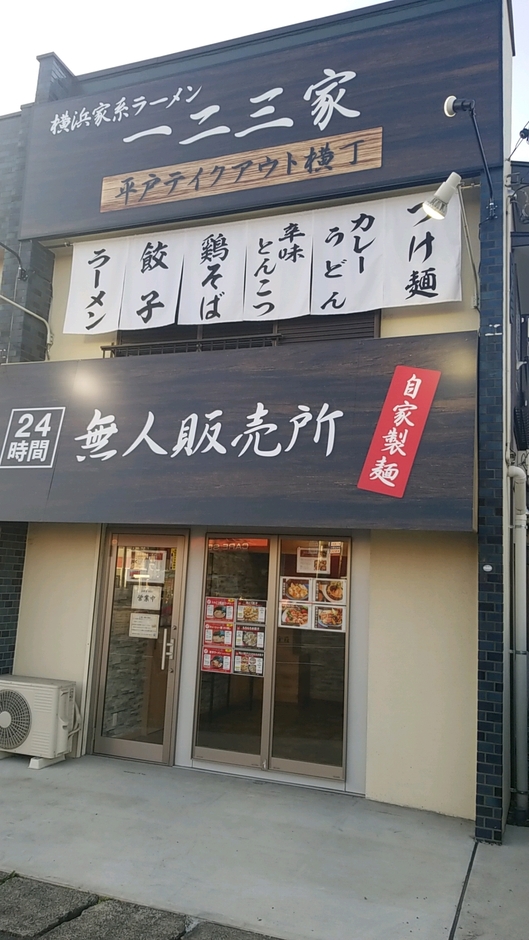 横浜家系ラーメン
一二三家
平戸テイクアウト横丁
ラーメン
餃子
鶏そば
辛味とんこつ
カレーうどん
つけ麺
24時間
無人販売所
自家製麺
営業中